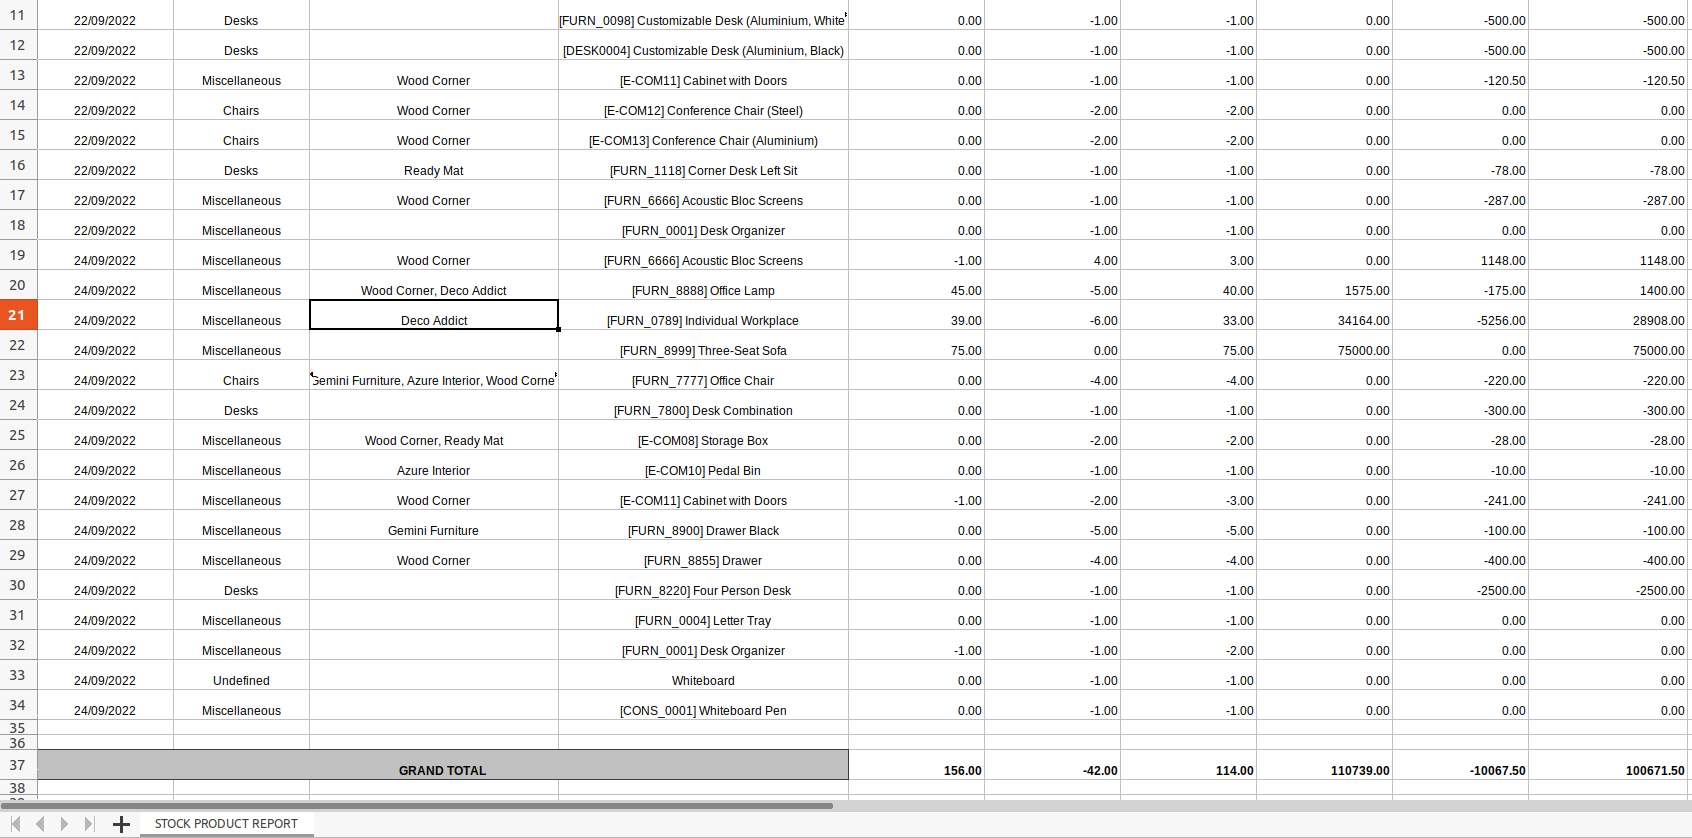 11 22/09/2022 Desks [FURN_0098] Customizable Desk (Aluminium, White 0.00 -1.00 -1.00 0.00 -500.00 -500.00
12 22/09/2022 Desks [DESK0004] Customizable Desk (Aluminium, Black) 0.00 -1.00 -1.00 0.00 -500.00 -500.00
13 22/09/2022 Miscellaneous Wood Corner [E-COM11] Cabinet with Doors 0.00 -1.00 -1.00 0.00 -120.50 -120.50
14 22/09/2022 Chairs Wood Corner [E-COM12] Conference Chair (Steel) 0.00 -2.00 -2.00 0.00 0.00 0.00
15 22/09/2022 Chairs Wood Corner [E-COM13] Conference Chair (Aluminium) 0.00 -2.00 -2.00 0.00 0.00 0.00
16 22/09/2022 Desks Ready Mat [FURN_1118] Corner Desk Left Sit 0.00 -1.00 -1.00 0.00 -78.00 -78.00
17 22/09/2022 Miscellaneous Wood Corner [FURN_6666] Acoustic Bloc Screens 0.00 -1.00 -1.00 0.00 -287.00 -287.00
18 22/09/2022 Miscellaneous [FURN_0001] Desk Organizer 0.00 -1.00 -1.00 0.00 0.00 0.00
19 24/09/2022 Miscellaneous Wood Corner [FURN_6666] Acoustic Bloc Screens -1.00 4.00 3.00 0.00 1148.00 1148.00
20 24/09/2022 Miscellaneous Wood Corner, Deco Addict [FURN_8888] Office Lamp 45.00 -5.00 40.00 1575.00 -175.00 1400.00
21 24/09/2022 Miscellaneous Deco Addict [FURN_0789] Individual Workplace 39.00 -6.00 33.00 34164.00 -5256.00 28908.00
22 24/09/2022 Miscellaneous [FURN_8999] Three-Seat Sofa 75.00 0.00 75.00 75000.00 0.00 75000.00
23 24/09/2022 Chairs Gemini Furniture, Azure Interior, Wood Corne [FURN_7777] Office Chair 0.00 -4.00 -4.00 0.00 -220.00 -220.00
24 24/09/2022 Desks [FURN_7800] Desk Combination 0.00 -1.00 -1.00 0.00 -300.00 -300.00
25 24/09/2022 Miscellaneous Wood Corner, Ready Mat [E-COM08] Storage Box 0.00 -2.00 -2.00 0.00 -28.00 -28.00
26 24/09/2022 Miscellaneous Azure Interior [E-COM10] Pedal Bin 0.00 -1.00 -1.00 0.00 -10.00 -10.00
27 24/09/2022 Miscellaneous Wood Corner [E-COM11] Cabinet with Doors -1.00 -2.00 -3.00 0.00 -241.00 -241.00
28 24/09/2022 Miscellaneous Gemini Furniture [FURN_8900] Drawer Black 0.00 -5.00 -5.00 0.00 -100.00 -100.00
29 24/09/2022 Miscellaneous Wood Corner [FURN_8855] Drawer 0.00 -4.00 -4.00 0.00 -400.00 -400.00
30 24/09/2022 Desks [FURN_8220] Four Person Desk 0.00 -1.00 -1.00 0.00 -2500.00 -2500.00
31 24/09/2022 Miscellaneous [FURN_0004] Letter Tray 0.00 -1.00 -1.00 0.00 0.00 0.00
32 24/09/2022 Miscellaneous [FURN_0001] Desk Organizer -1.00 -1.00 -2.00 0.00 0.00 0.00
33 24/09/2022 Undefined Whiteboard 0.00 -1.00 -1.00 0.00 0.00 0.00
34 24/09/2022 Miscellaneous [CONS_0001] Whiteboard Pen 0.00 -1.00 -1.00 0.00 0.00 0.00
35
36
37 GRAND TOTAL 156.00 -42.00 114.00 110739.00 -10067.50 100671.50
38
STOCK PRODUCT REPORT